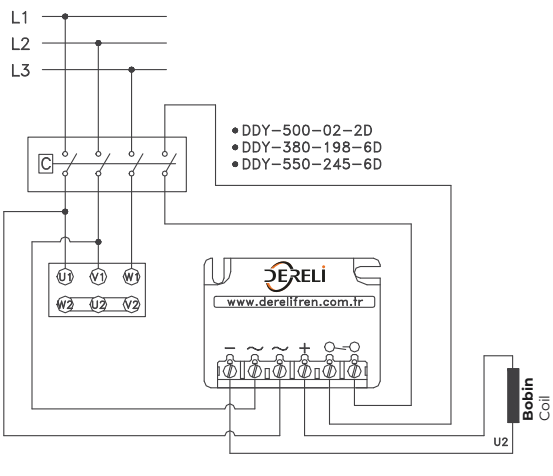 L1
L2
L3
• DDY-500-02-2D
• DDY-380-198-6D
• DDY-550-245-6D
C
U1 V1 W1
W2 U2 V2
DERELİ
www.derelifren.com.tr
− ~ ~ +
Bobin
Coil
U2